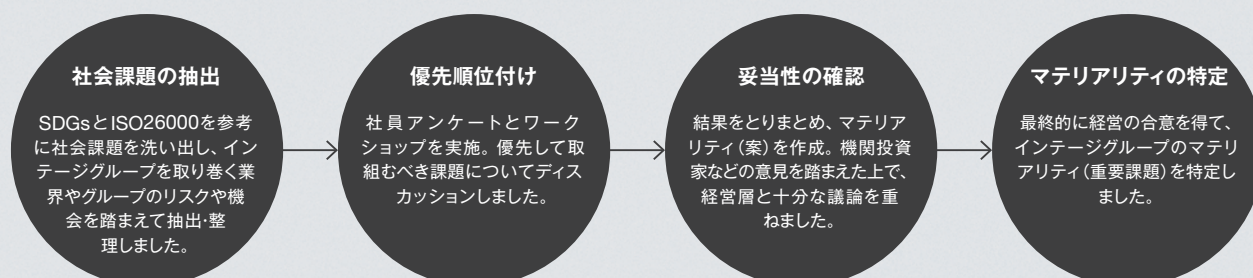 社会課題の抽出
SDGsとISO26000を参考
に社会課題を洗い出し、イン
テージグループを取り巻く業
界やグループのリスクや機
会を踏まえて抽出・整
理しました。
優先順位付け
社員アンケートとワーク
ショップを実施。優先して取
組むべき課題についてディス
カッションしました。
妥当性の確認
結果をとりまとめ、マテリア
リティ（案）を作成。機関投資
家などの意見を踏まえた上で、
経営層と十分な議論を重
ねました。
マテリアリティの特定
最終的に経営の合意を得て、
インテージグループのマテリ
アリティ（重要課題）を特定し
ました。